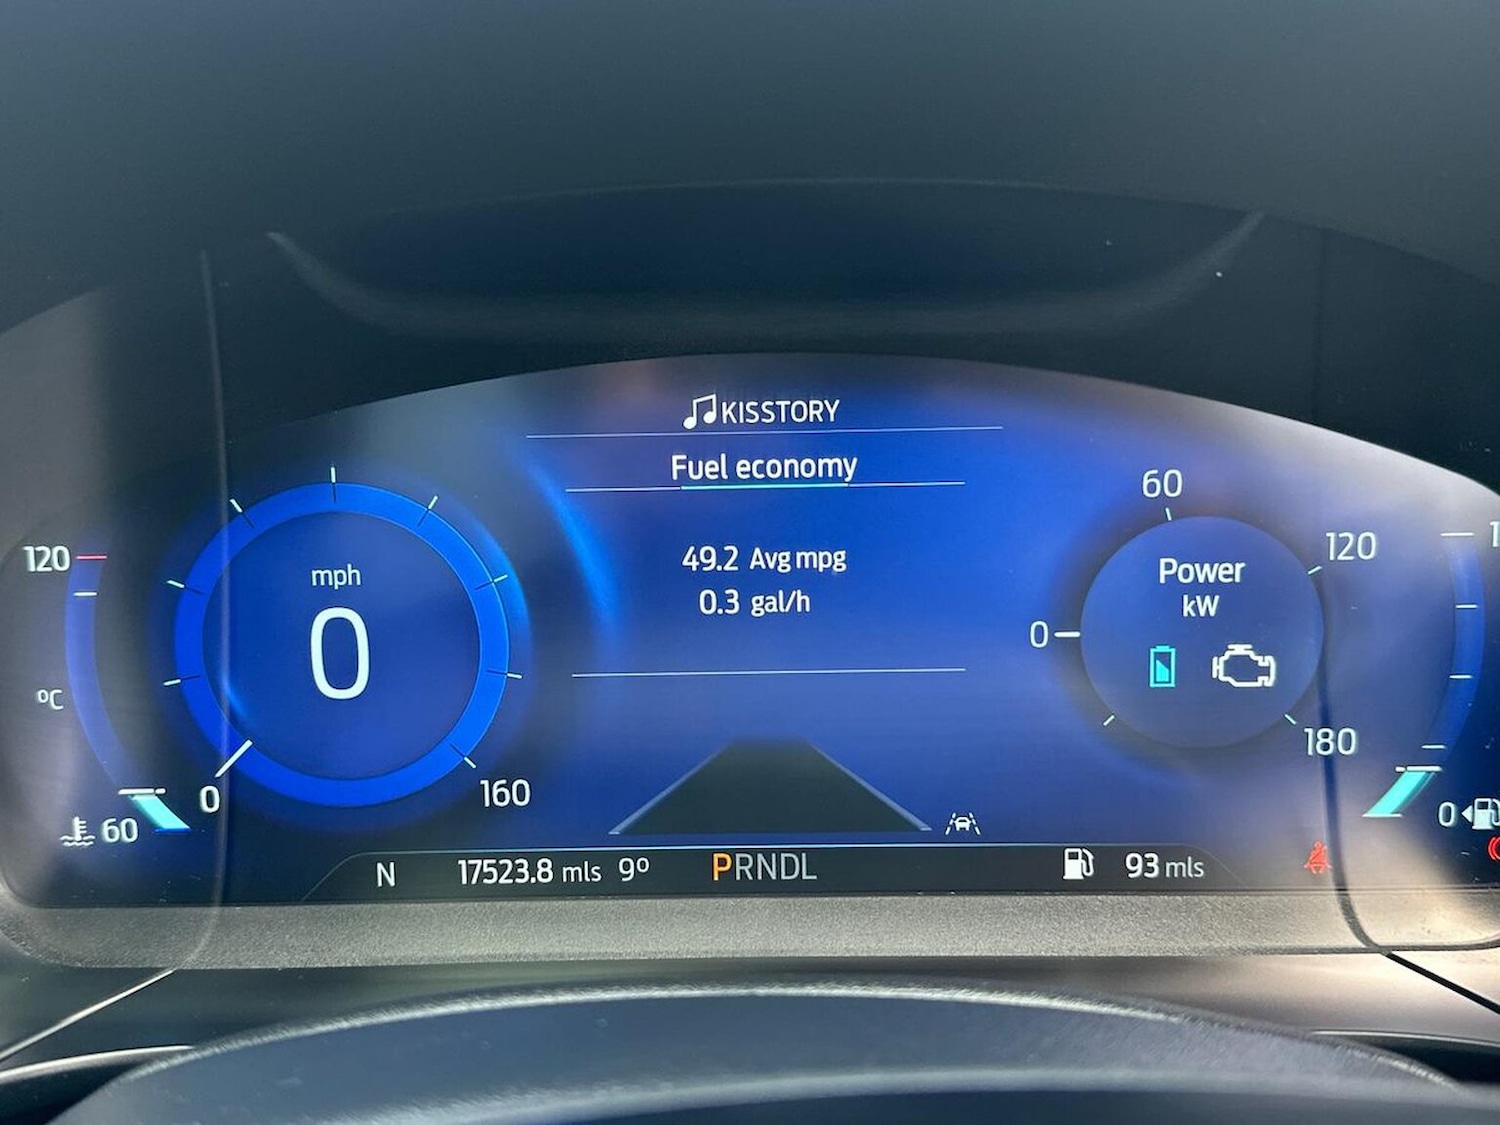 KISSTORY
Fuel economy
49.2 Avg mpg
0.3 gal/h
120
°C
60
mph
0
0
160
60
120
Power
kW
0
180
0
N
17523.8 mls 9°
PRNDL
93 mls